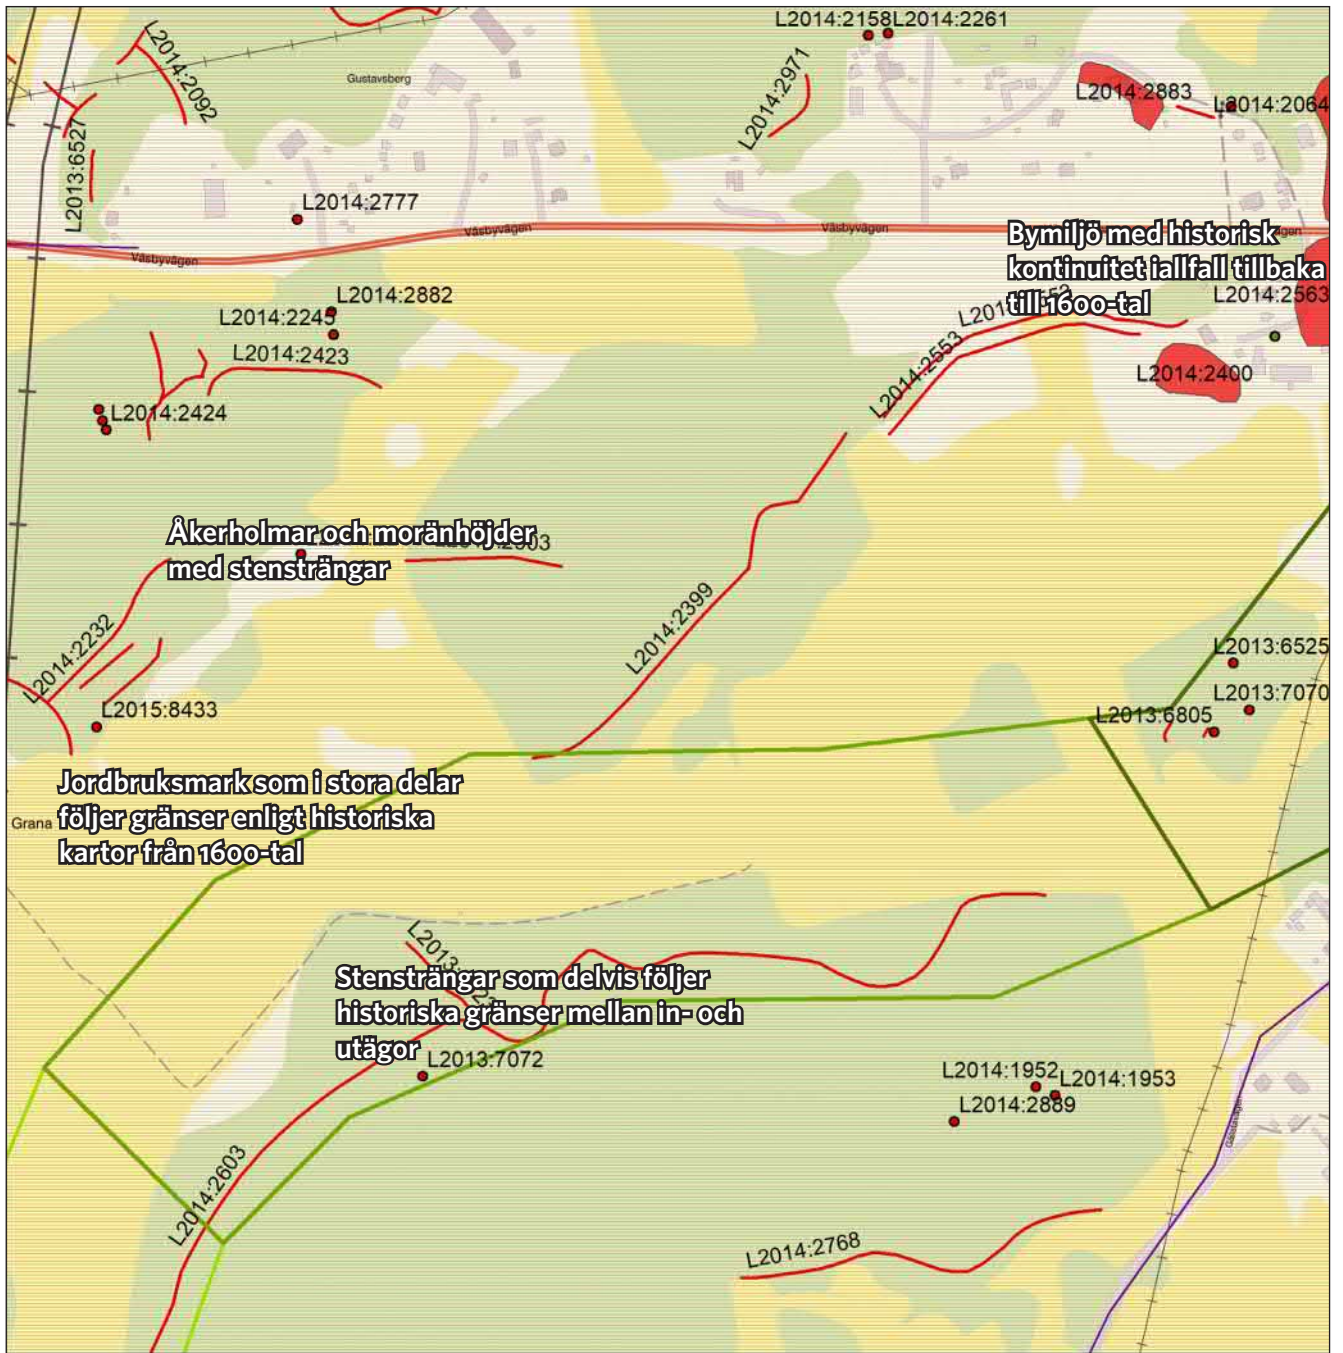 L2014:2158
L2014:2261
L2014:2092
Gustavsberg
L2014:2971
L2014:2883
L2014:2064
L2013:6527
L2014:2777
Väsbyvägen
Väsbyvägen
Väsbyvägen
Bymiljö med historisk
kontinuitet iallfall tillbaka
till 1600-tal
L2014:2882
L2014:2563
L2014:2245
L2014:2423
L2014:2553
L2014:2400
L2014:2424
Åkerholmar och moränhöjder
med stensträngar
L2014:2399
L2014:2232
L2013:6525
L2013:7070
L2013:6805
L2015:8433
Jordbruksmark som i stora delar
följer gränser enligt historiska
kartor från 1600-tal
Grana
Stensträngar som delvis följer
historiska gränser mellan in- och
utägor
L2013:7072
L2014:1952
L2014:1953
L2014:2889
L2014:2603
L2014:2768